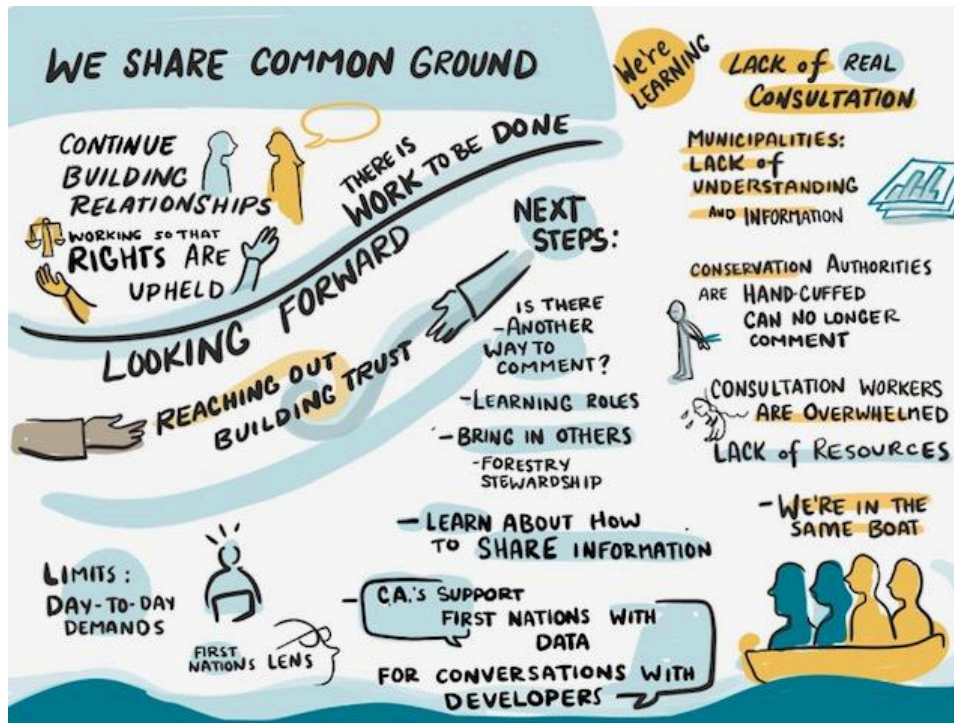 WE SHARE COMMON GROUND
CONTINUE
BUILDING
RELATIONSHIPS
WORKING SO THAT
RIGHTS ARE
UPHELD
THERE IS
WORK TO BE DONE
LOOKING FORWARD
REACHING OUT
BUILDING TRUST
NEXT
STEPS:
IS THERE
-ANOTHER
WAY TO
COMMENT?
-LEARNING ROLES
-BRING IN OTHERS
-FORESTRY
STEWARDSHIP
-LEARN ABOUT HOW
TO SHARE INFORMATION
-C.A.'S SUPPORT
FIRST NATIONS WITH
DATA
FOR CONVERSATIONS WITH
DEVELOPERS
LIMITS:
DAY-TO-DAY
DEMANDS
FIRST
NATIONS LENS
We're
LEARNING
LACK of REAL
CONSULTATION
MUNICIPALITIES:
LACK of
UNDERSTANDING
AND INFORMATION
CONSERVATION AUTHORITIES
ARE HAND-CUFFED
CAN NO LONGER
COMMENT
CONSULTATION WORKERS
ARE OVERWHELMED
LACK of RESOURCES
-WE'RE IN THE
SAME BOAT